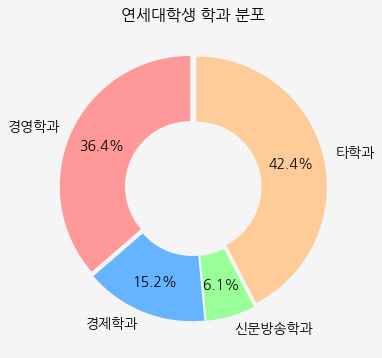 연세대학생 학과 분포
경영학과
36.4%
42.4%
타학과
15.2%
6.1%
경제학과
신문방송학과